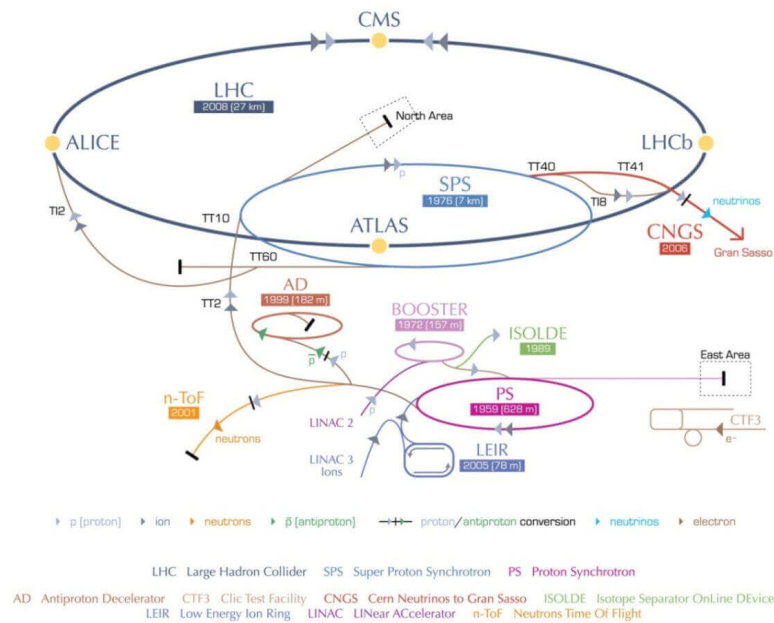 CMS
LHC
2008 (27 km)
North Area
ALICE
LHCb
TT40
TT41
SPS
1976 (7 km)
p
TI8
neutrinos
TI2
TT10
ATLAS
CNGS
2006
Gran Sasso
TT60
AD
1999 (182 m)
TT2
BOOSTER
1972 (157 m)
ISOLDE
1989
p̅
p
East Area
n-ToF
2001
PS
1959 (628 m)
LINAC 2
p
neutrons
CTF3
e-
LEIR
2005 (78 m)
LINAC 3
Ions
p (proton) ion neutrons p̅ (antiproton) proton/antiproton conversion neutrinos electron
LHC Large Hadron Collider SPS Super Proton Synchrotron PS Proton Synchrotron
AD Antiproton Decelerator CTF3 Clic Test Facility CNGS Cern Neutrinos to Gran Sasso ISOLDE Isotope Separator OnLine DEvice
LEIR Low Energy Ion Ring LINAC LINear ACcelerator n-ToF Neutrons Time Of Flight